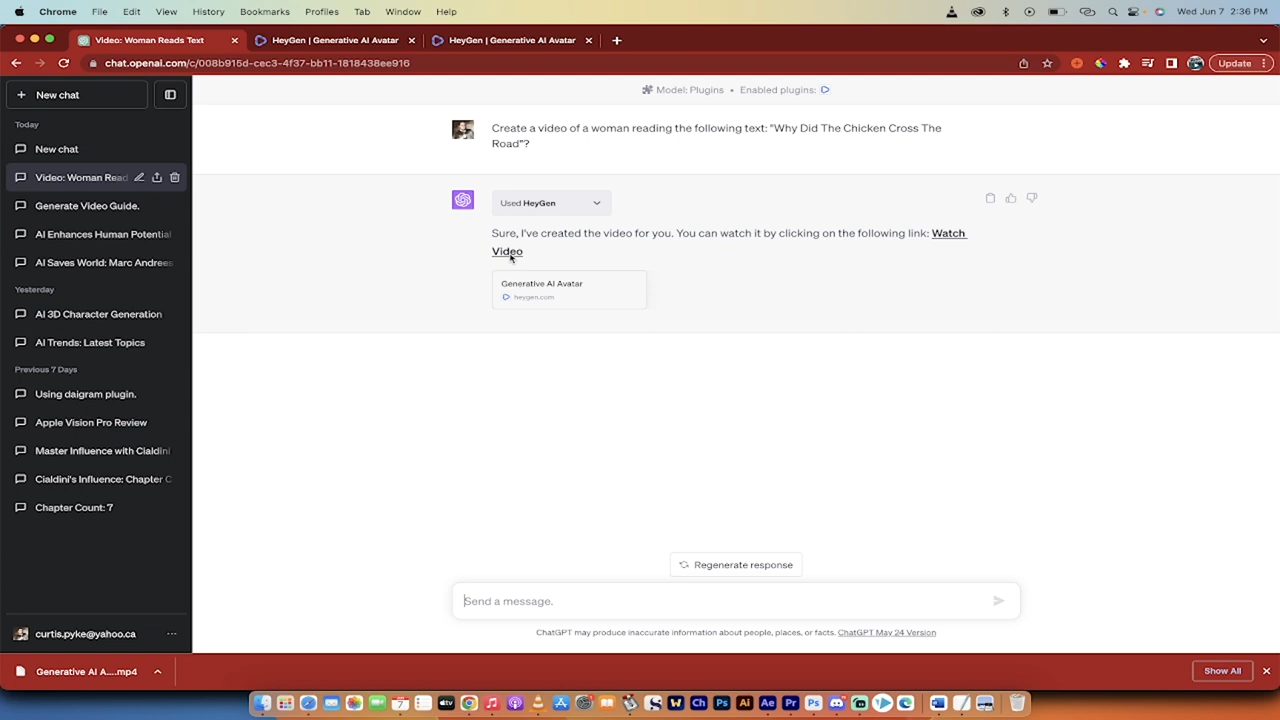 Chrome File Edit View History Bookmarks Profiles Tab Window Help Wed Jun 7 2:36 PM
Video: Woman Reads Text HeyGen | Generative AI Avatar HeyGen | Generative AI Avatar
chat.openai.com/c/008b915d-cec3-4f37-bb11-1818438ee916 Update
New chat
Model: Plugins • Enabled plugins:
Today
New chat
Video: Woman Read
Generate Video Guide.
AI Enhances Human Potential
AI Saves World: Marc Andrees
Yesterday
AI 3D Character Generation
AI Trends: Latest Topics
Previous 7 Days
Using daigram plugin.
Apple Vision Pro Review
Master Influence with Cialdini
Cialdini's Influence: Chapter C
Chapter Count: 7
curtis.pyke@yahoo.ca
Create a video of a woman reading the following text: "Why Did The Chicken Cross The
Road"?
Used HeyGen
Sure, I've created the video for you. You can watch it by clicking on the following link: Watch
Video
Generative AI Avatar
heygen.com
Regenerate response
Send a message.
ChatGPT may produce inaccurate information about people, places, or facts. ChatGPT May 24 Version
Generative AI A....mp4 Show All
7 W Ch Ps Ai Ae Pr Ps W